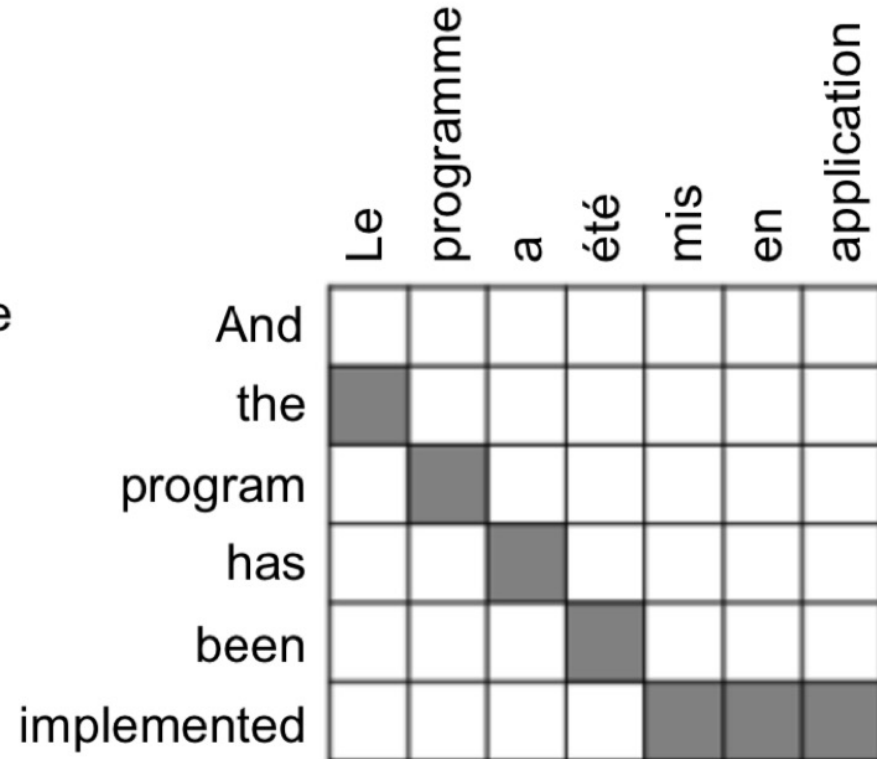 Le
programme
a
été
mis
en
application
And
the
program
has
been
implemented